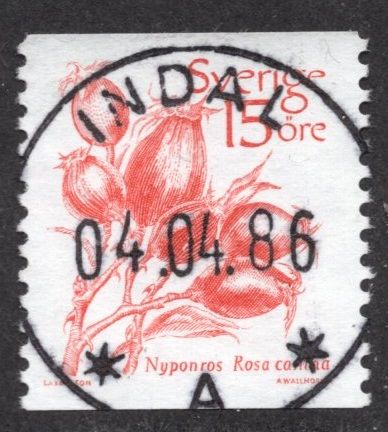 INDAL
Sverige
15 öre
04.04.86
Nyponros Rosa canina
A